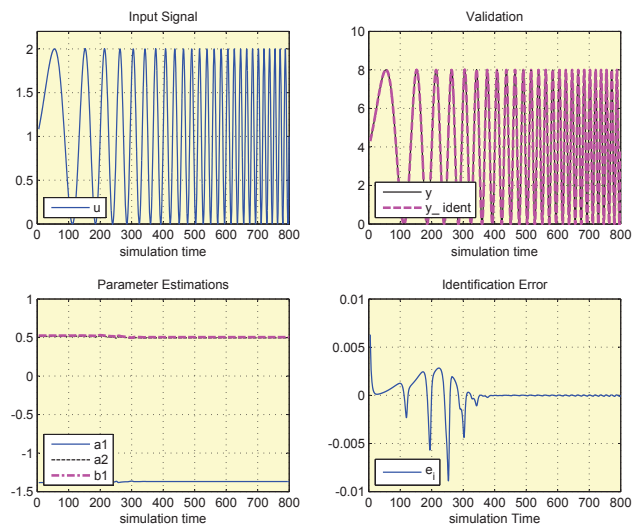 Input Signal
2
1.5
1
0.5
0
u
0 100 200 300 400 500 600 700 800
simulation time
Validation
10
8
6
4
2
0
y
y_ ident
0 100 200 300 400 500 600 700 800
simulation time
Parameter Estimations
1
0.5
0
-0.5
-1
-1.5
a1
a2
b1
0 100 200 300 400 500 600 700 800
simulation time
Identification Error
0.01
0.005
0
-0.005
-0.01
e_i
0 100 200 300 400 500 600 700 800
simulation Time